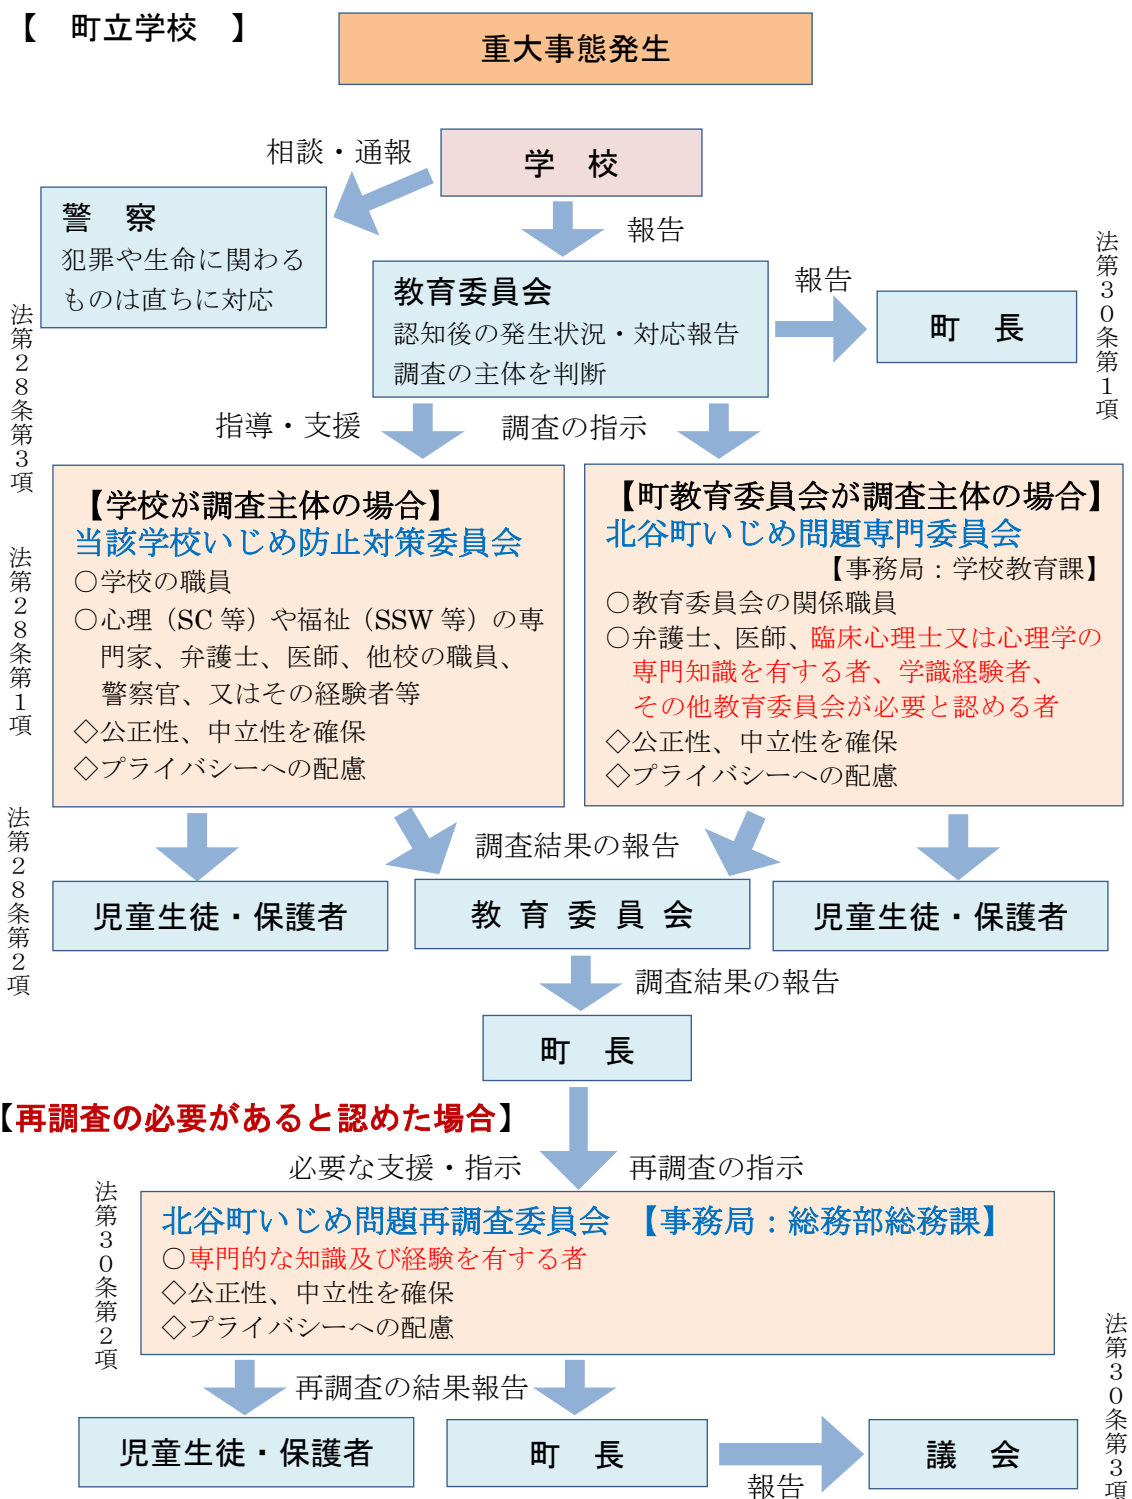 【　町立学校　】
重大事態発生
相談・通報
学　校
警　察
犯罪や生命に関わる
ものは直ちに対応
報告
教育委員会
認知後の発生状況・対応報告
調査の主体を判断
報告
町　長
法第３０条第１項
法第２８条第３項
指導・支援
調査の指示
【学校が調査主体の場合】
当該学校いじめ防止対策委員会
○学校の職員
○心理（SC 等）や福祉（SSW 等）の専
門家、弁護士、医師、他校の職員、
警察官、又はその経験者等
◇公正性、中立性を確保
◇プライバシーへの配慮
法第２８条第１項
【町教育委員会が調査主体の場合】
北谷町いじめ問題専門委員会
【事務局：学校教育課】
○教育委員会の関係職員
○弁護士、医師、臨床心理士又は心理学の
専門知識を有する者、学識経験者、
その他教育委員会が必要と認める者
◇公正性、中立性を確保
◇プライバシーへの配慮
法第２８条第２項
調査結果の報告
児童生徒・保護者
教 育 委 員 会
児童生徒・保護者
調査結果の報告
町　長
【再調査の必要があると認めた場合】
必要な支援・指示
再調査の指示
法第３０条第２項
北谷町いじめ問題再調査委員会　【事務局：総務部総務課】
○専門的な知識及び経験を有する者
◇公正性、中立性を確保
◇プライバシーへの配慮
再調査の結果報告
児童生徒・保護者
町　長
報告
議　会
法第３０条第３項